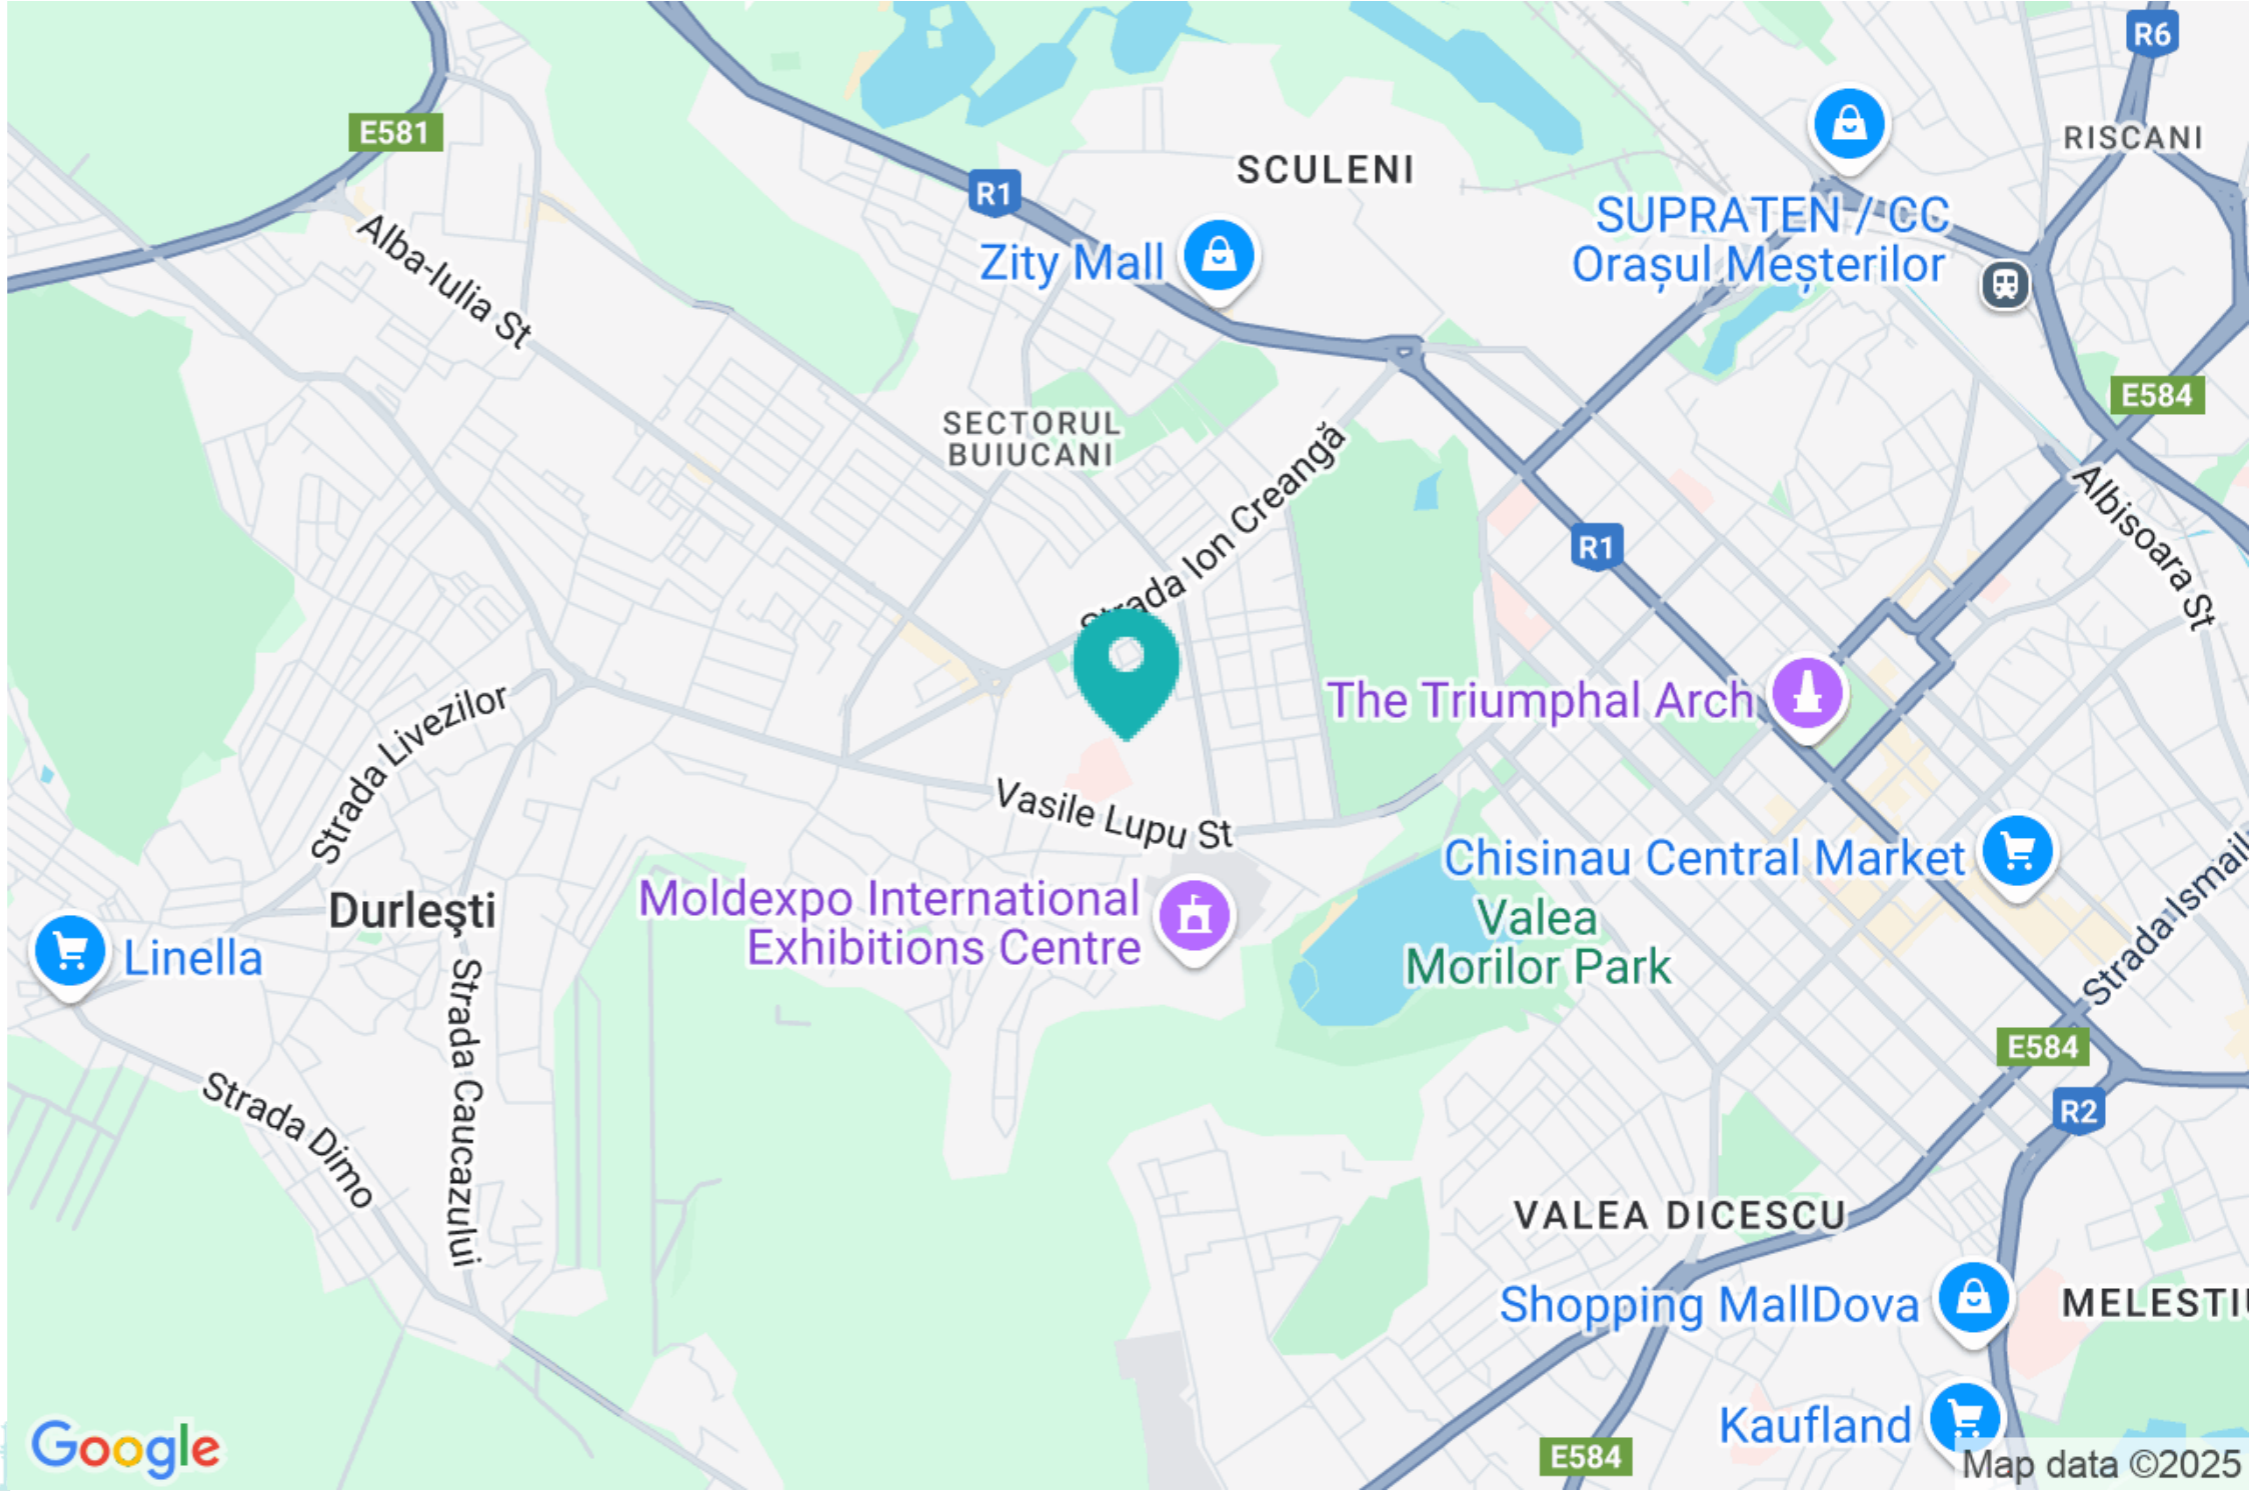 R6
E581
RISCANI
SCULENI
R1
SUPRATEN / CC
Orașul Meșterilor
Zity Mall
Alba-Iulia St
E584
SECTORUL
BUIUCANI
Strada Ion Creangă
Albisoara St
R1
The Triumphal Arch
Strada Livezilor
Vasile Lupu St
Chisinau Central Market
Strada Ismail
Durlești
Moldexpo International
Exhibitions Centre
Valea
Morilor Park
Linella
Strada Caucazului
E584
Strada Dimo
R2
VALEA DICESCU
Shopping MallDova
MELESTIU
Kaufland
E584
Google
Map data ©2025